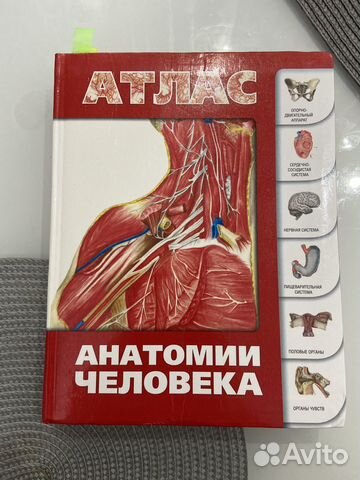 АТЛАС
ОПОРНО-
ДВИГАТЕЛЬНЫЙ
АППАРАТ
СЕРДЕЧНО-
СОСУДИСТАЯ
СИСТЕМА
НЕРВНАЯ СИСТЕМА
ПИЩЕВАРИТЕЛЬНАЯ
СИСТЕМА
ПОЛОВЫЕ ОРГАНЫ
ОРГАНЫ ЧУВСТВ
АНАТОМИИ
ЧЕЛОВЕКА
Avito